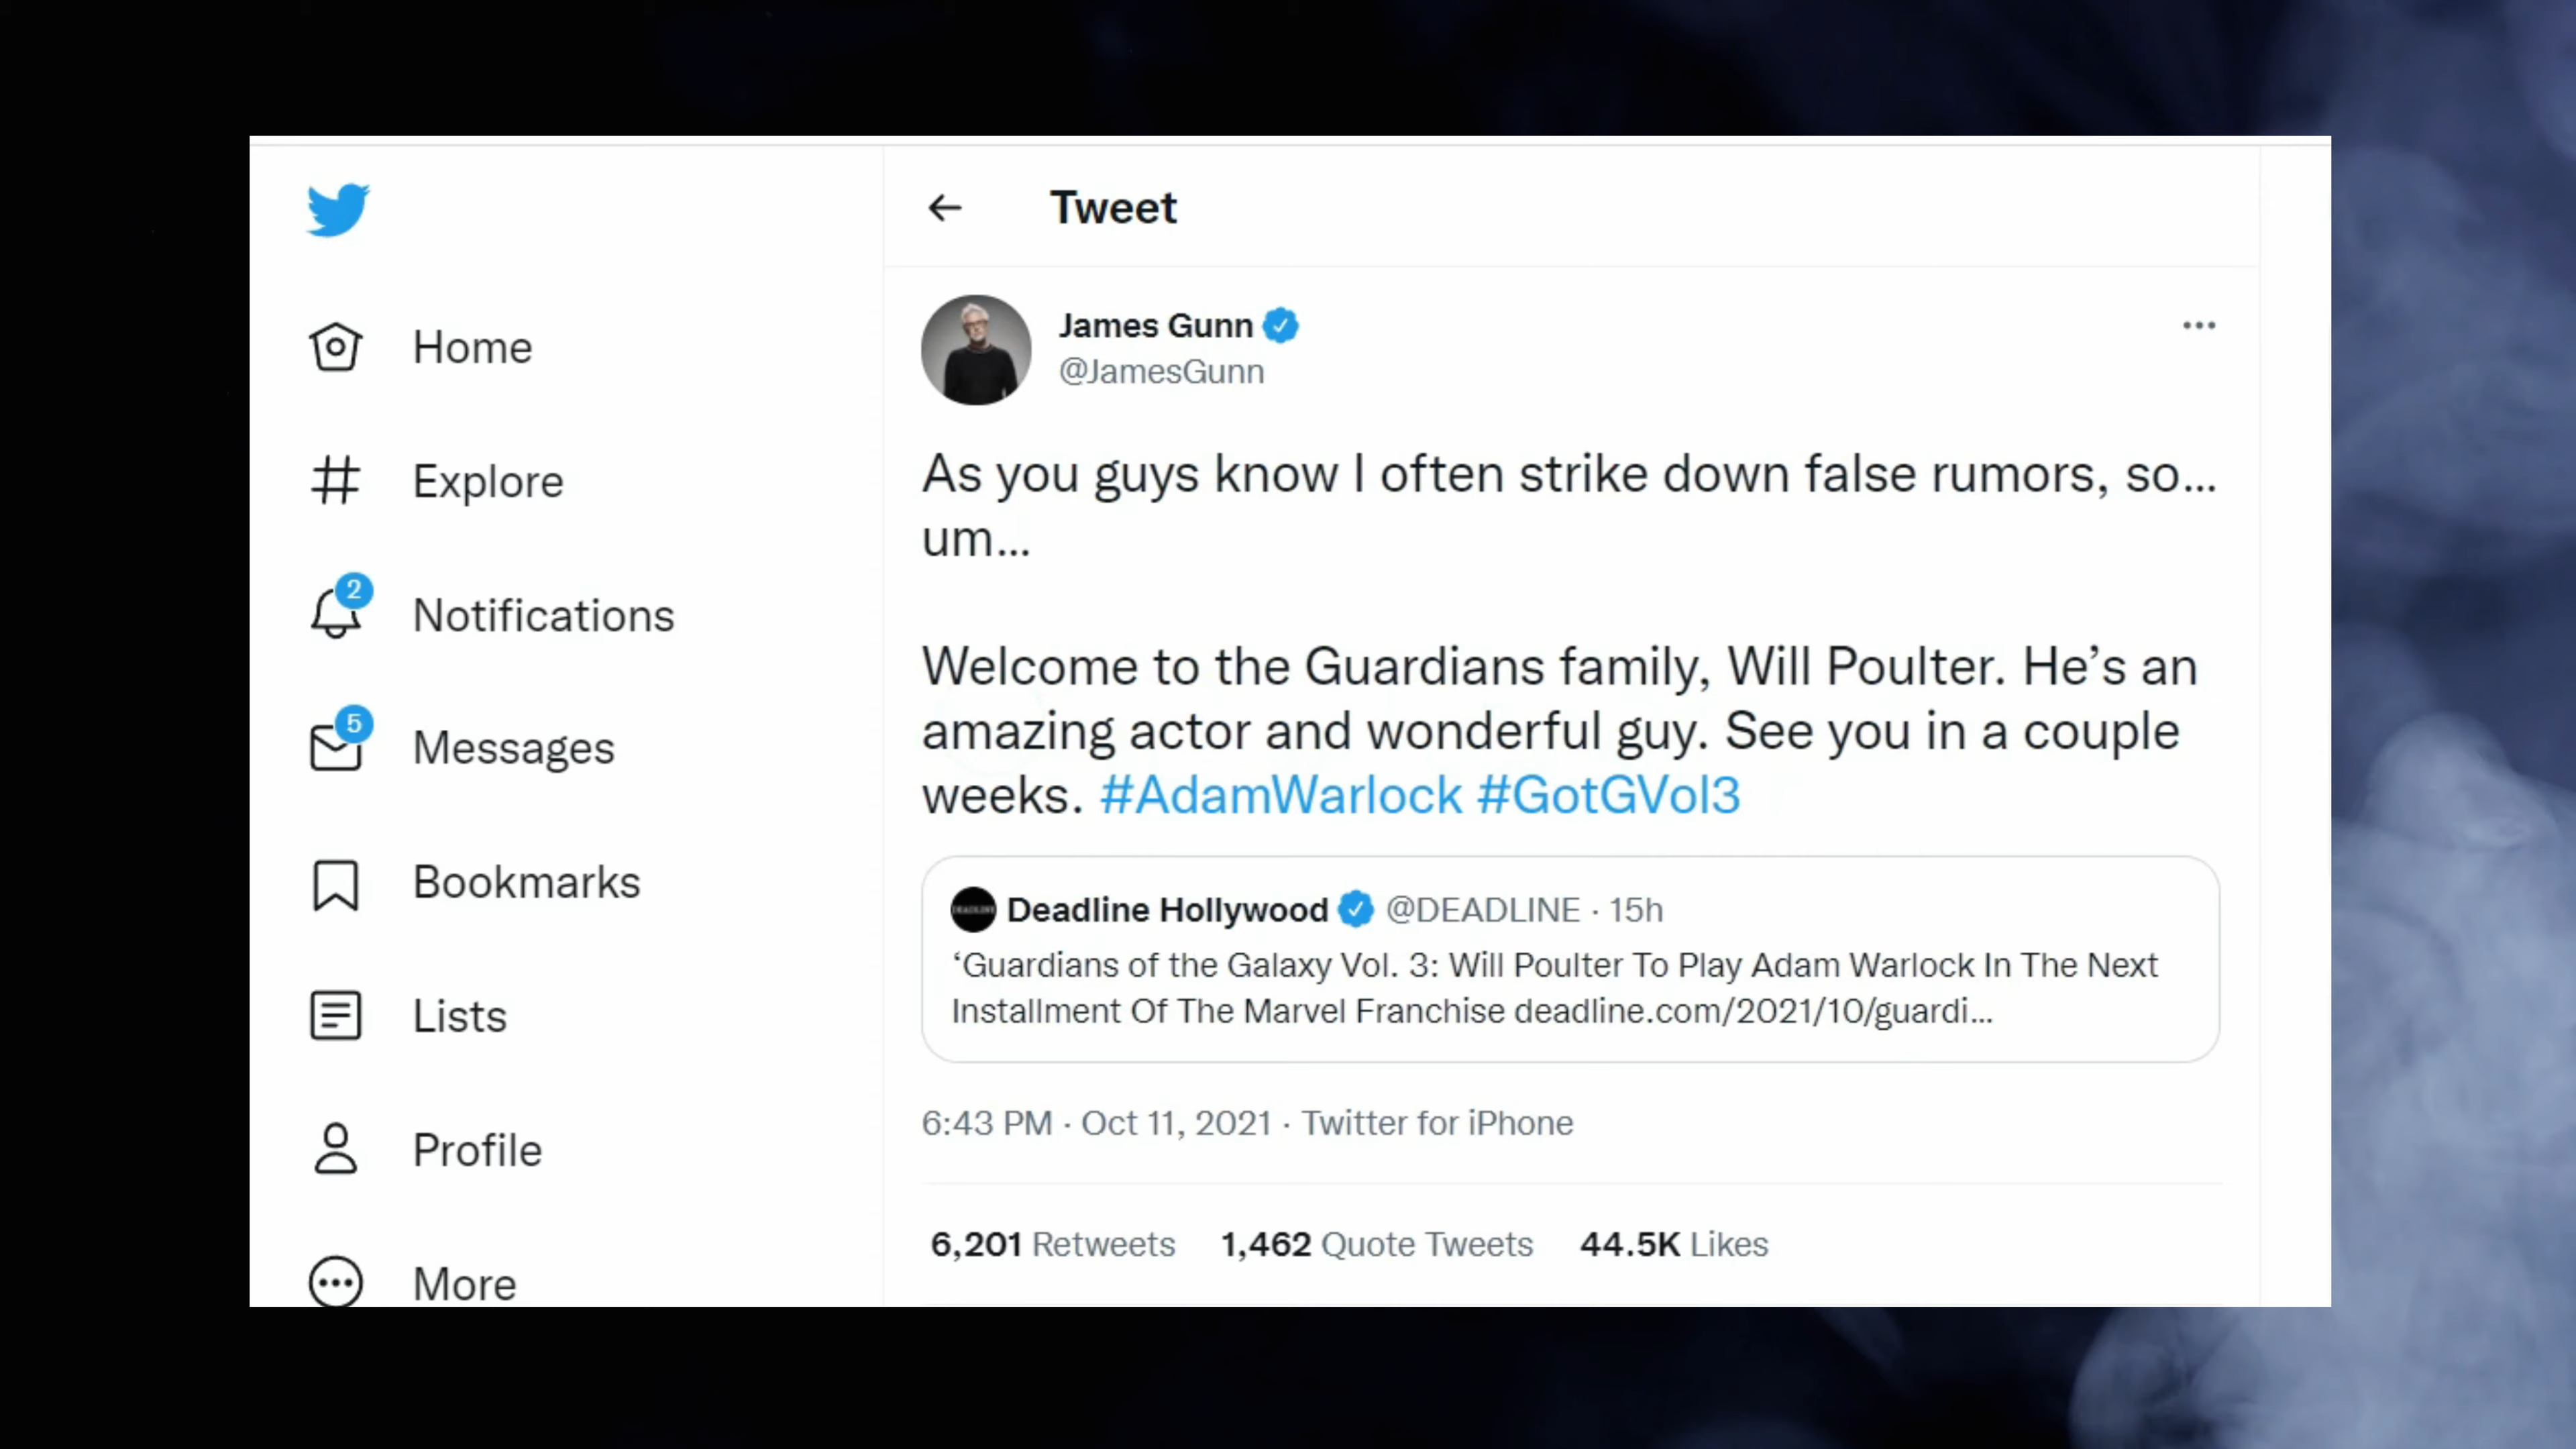 Tweet
Home
Explore
2
Notifications
5
Messages
Bookmarks
Lists
Profile
More
James Gunn
@JamesGunn
As you guys know I often strike down false rumors, so...
um...
Welcome to the Guardians family, Will Poulter. He’s an
amazing actor and wonderful guy. See you in a couple
weeks. #AdamWarlock #GotGVol3
DEADLINE
Deadline Hollywood @DEADLINE · 15h
‘Guardians of the Galaxy Vol. 3: Will Poulter To Play Adam Warlock In The Next
Installment Of The Marvel Franchise deadline.com/2021/10/guardi...
6:43 PM · Oct 11, 2021 · Twitter for iPhone
6,201 Retweets 1,462 Quote Tweets 44.5K Likes